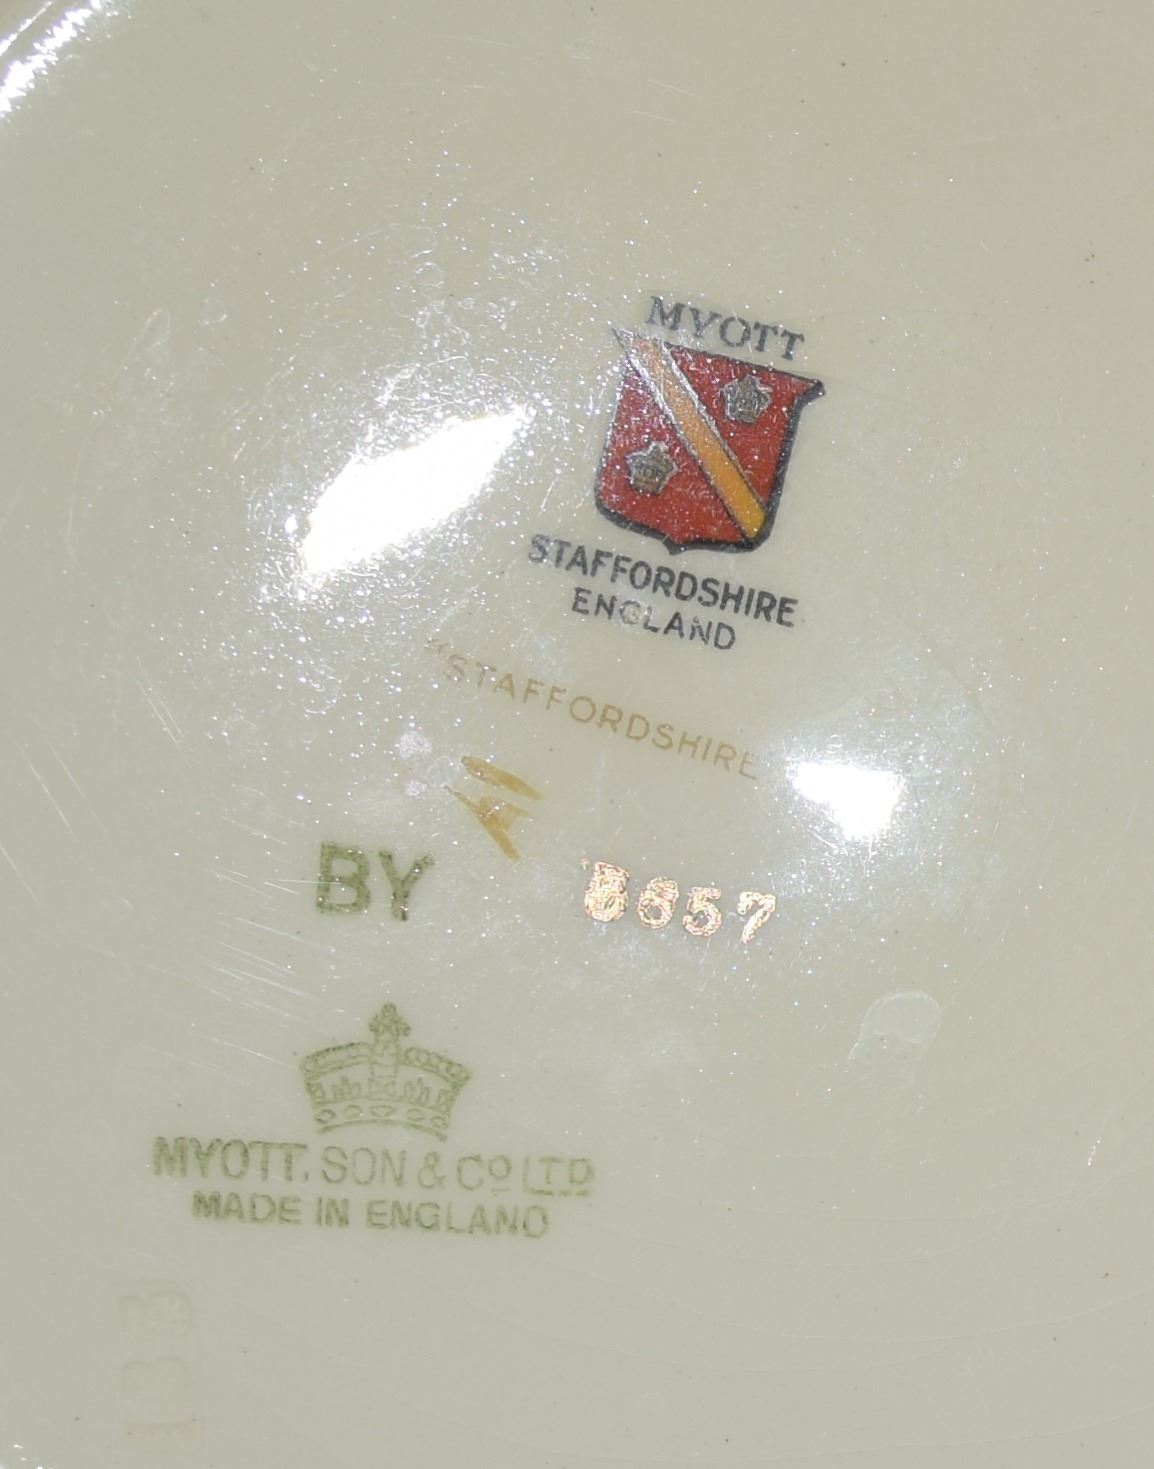 MYOTT
STAFFORDSHIRE
ENGLAND
"STAFFORDSHIRE
BY
MYOTT, SON & Co LTD
MADE IN ENGLAND